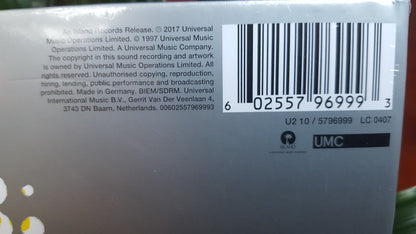 An Island Records Release. ℗ 2017 Universal
Music Operations Limited. © 1997 Universal Music
Operations Limited. A Universal Music Company.
The copyright in this sound recording and artwork
is owned by Universal Music Operations Limited. All
rights reserved. Unauthorised copying, reproduction,
hiring, lending, public performance and broadcasting
prohibited. Made in Germany. BIEM/SDRM. Universal
International Music B.V., Gerrit Van Der Veenlaan 4,
3743 DN Baarn, Netherlands. 00602557969993
6 02557 96999 3
U2 10 / 5796999 LC 0407
ISLAND
UMC